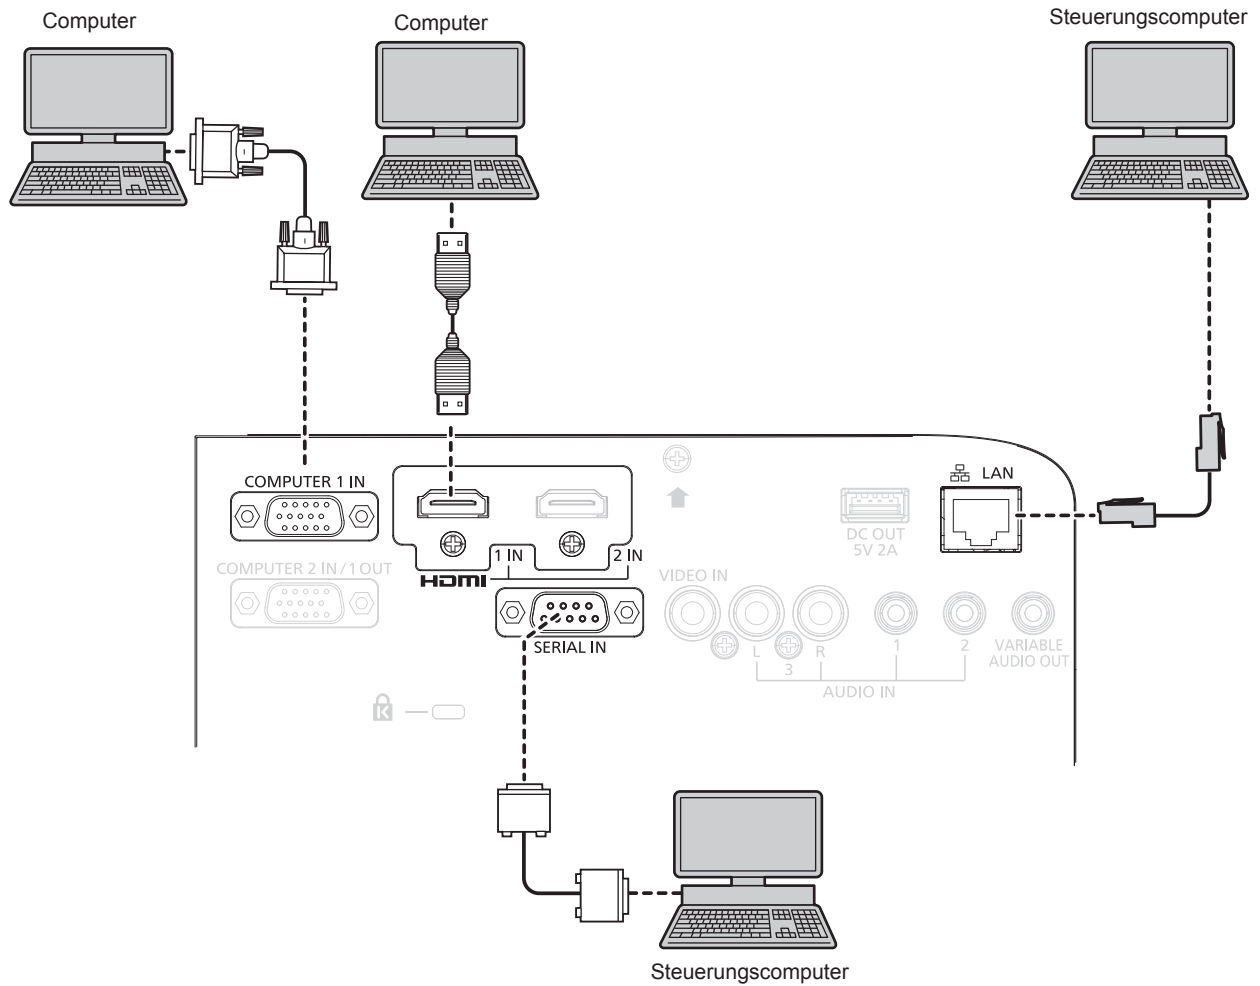 Computer
Computer
Steuerungscomputer
COMPUTER 1 IN
LAN
DC OUT
5V 2A
1 IN
2 IN
HDMI
COMPUTER 2 IN/1 OUT
VIDEO IN
SERIAL IN
L
R
1
2
VARIABLE
AUDIO OUT
3
AUDIO IN
K
Steuerungscomputer